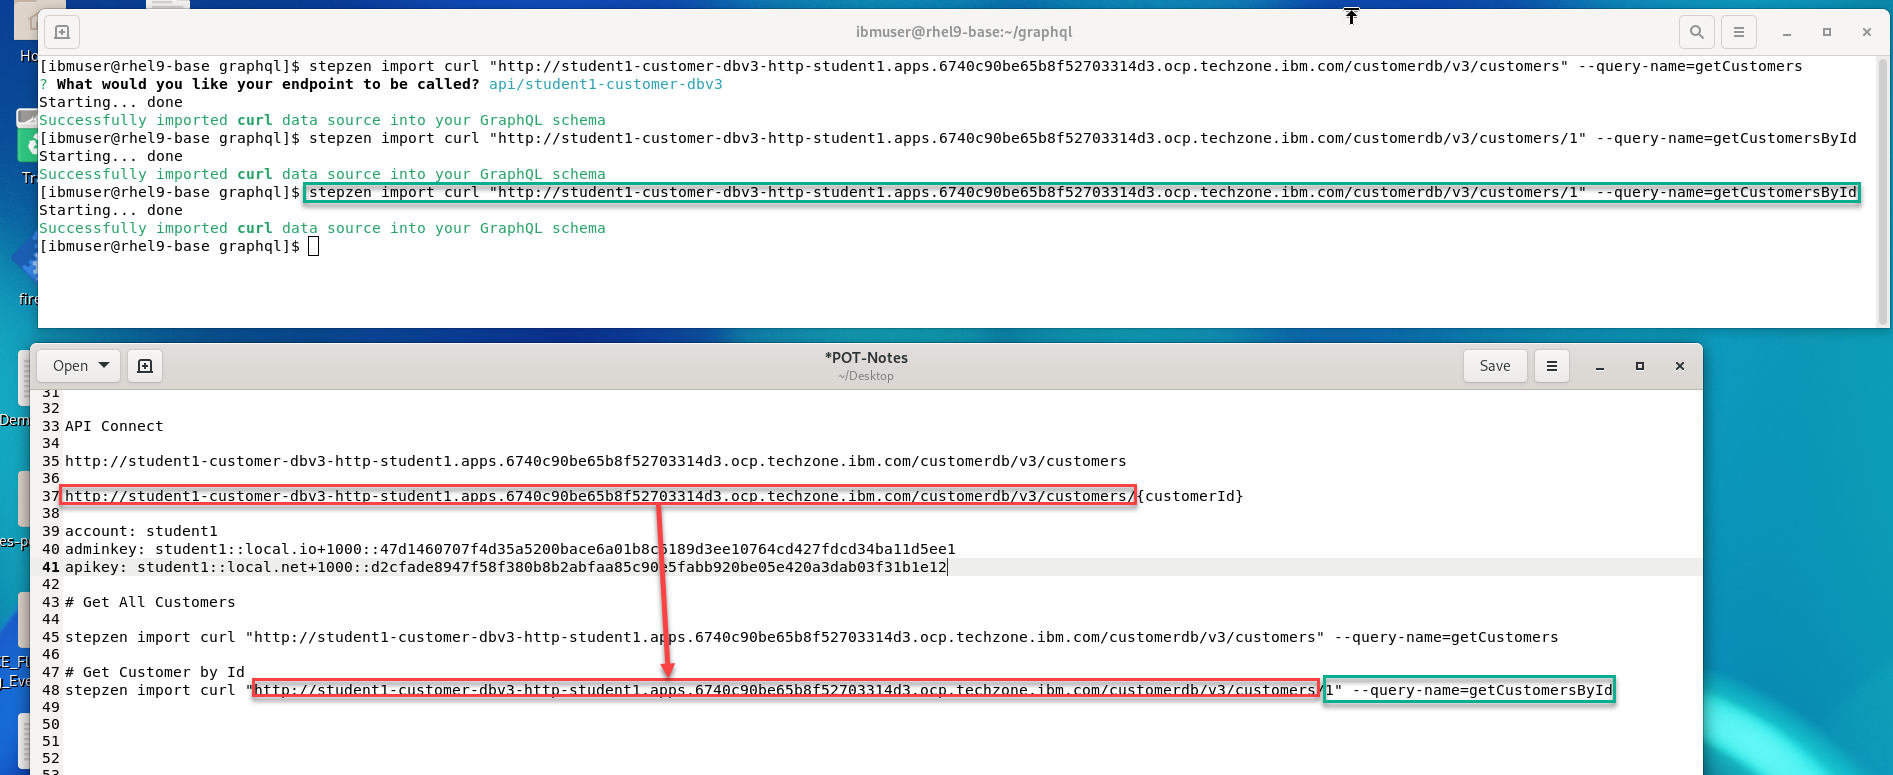 Ho
Tr
fire
Dem
es-p
E_Fl
_Eve
ibmuser@rhel9-base:~/graphql
[ibmuser@rhel9-base graphql]$ stepzen import curl "http://student1-customer-dbv3-http-student1.apps.6740c90be65b8f52703314d3.ocp.techzone.ibm.com/customerdb/v3/customers" --query-name=getCustomers
? What would you like your endpoint to be called? api/student1-customer-dbv3
Starting... done
Successfully imported curl data source into your GraphQL schema
[ibmuser@rhel9-base graphql]$ stepzen import curl "http://student1-customer-dbv3-http-student1.apps.6740c90be65b8f52703314d3.ocp.techzone.ibm.com/customerdb/v3/customers/1" --query-name=getCustomersById
Starting... done
Successfully imported curl data source into your GraphQL schema
[ibmuser@rhel9-base graphql]$ stepzen import curl "http://student1-customer-dbv3-http-student1.apps.6740c90be65b8f52703314d3.ocp.techzone.ibm.com/customerdb/v3/customers/1" --query-name=getCustomersById
Starting... done
Successfully imported curl data source into your GraphQL schema
[ibmuser@rhel9-base graphql]$
Open
*POT-Notes
~/Desktop
Save
31
32
33 API Connect
34
35 http://student1-customer-dbv3-http-student1.apps.6740c90be65b8f52703314d3.ocp.techzone.ibm.com/customerdb/v3/customers
36
37 http://student1-customer-dbv3-http-student1.apps.6740c90be65b8f52703314d3.ocp.techzone.ibm.com/customerdb/v3/customers/{customerId}
38
39 account: student1
40 adminkey: student1::local.io+1000::47d1460707f4d35a5200bace6a01b8c6189d3ee10764cd427fdcd34ba11d5ee1
41 apikey: student1::local.net+1000::d2cfade8947f58f380b8b2abfaa85c90e5fabb920be05e420a3dab03f31b1e12
42
43 # Get All Customers
44
45 stepzen import curl "http://student1-customer-dbv3-http-student1.apps.6740c90be65b8f52703314d3.ocp.techzone.ibm.com/customerdb/v3/customers" --query-name=getCustomers
46
47 # Get Customer by Id
48 stepzen import curl "http://student1-customer-dbv3-http-student1.apps.6740c90be65b8f52703314d3.ocp.techzone.ibm.com/customerdb/v3/customers/1" --query-name=getCustomersById
49
50
51
52
53